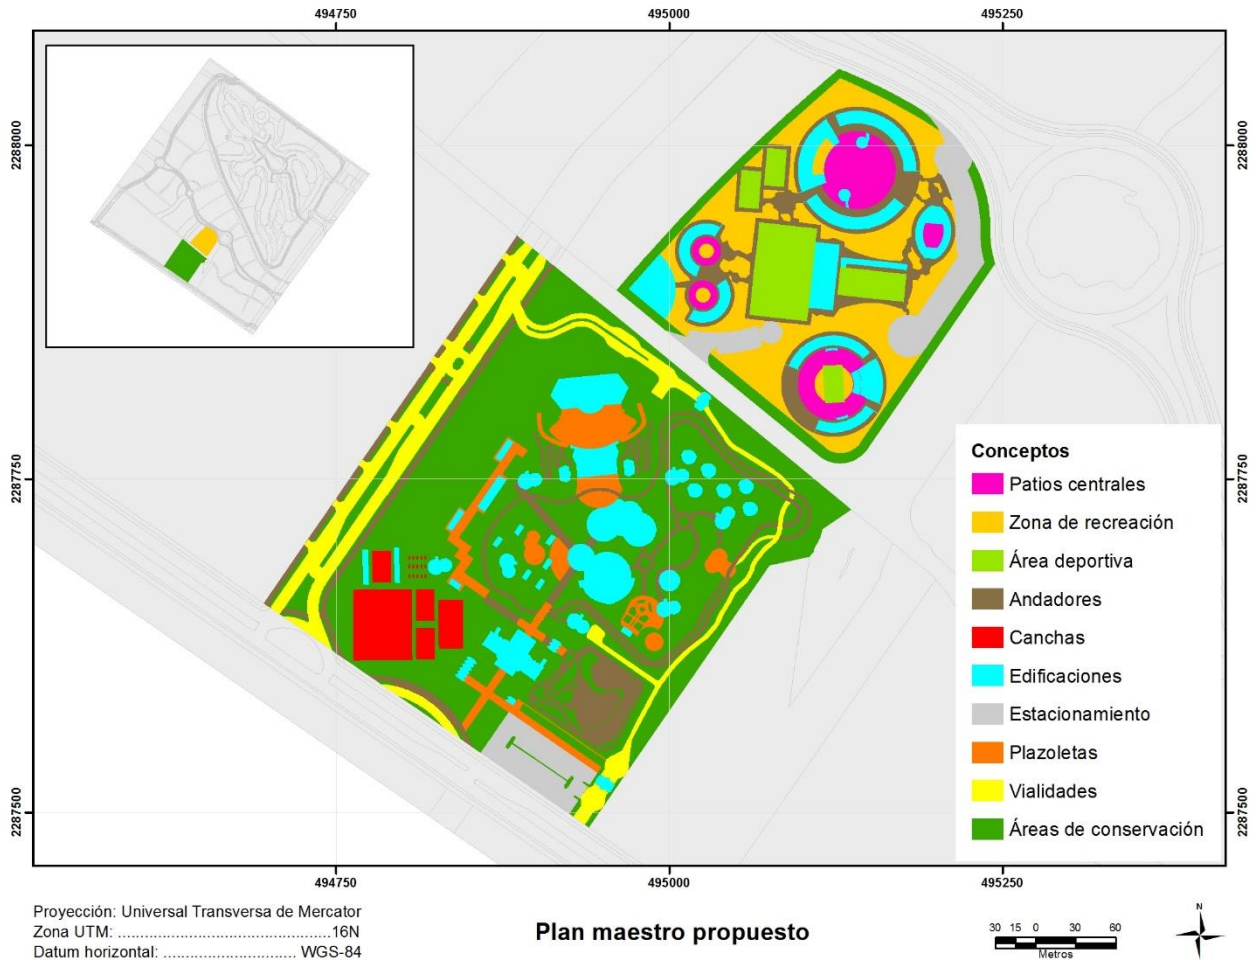 494750
495000
495250
2288000
2288000
2287750
2287750
2287500
2287500
Conceptos
Patios centrales
Zona de recreación
Área deportiva
Andadores
Canchas
Edificaciones
Estacionamiento
Plazoletas
Vialidades
Áreas de conservación
494750
495000
495250
Proyección: Universal Transversa de Mercator
Zona UTM: ..........................................16N
Datum horizontal: ............................ WGS-84
Plan maestro propuesto
30 15 0 30 60
Metros
N